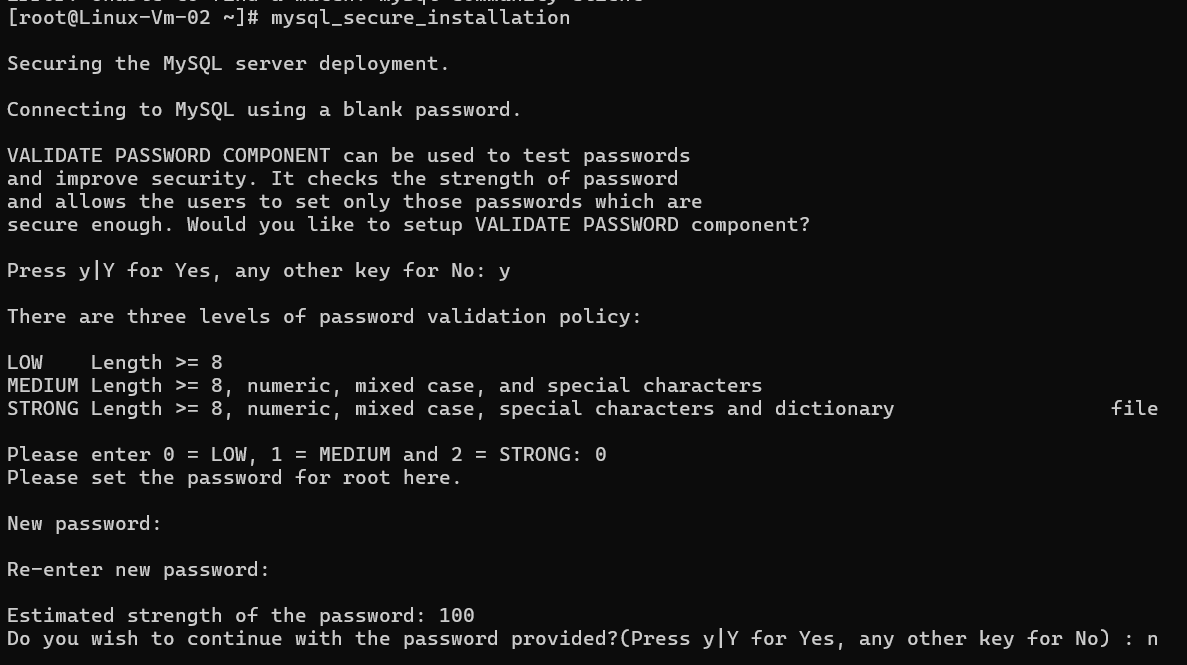 [root@Linux-Vm-02 ~]# mysql_secure_installation
Securing the MySQL server deployment.
Connecting to MySQL using a blank password.
VALIDATE PASSWORD COMPONENT can be used to test passwords
and improve security. It checks the strength of password
and allows the users to set only those passwords which are
secure enough. Would you like to setup VALIDATE PASSWORD component?
Press y|Y for Yes, any other key for No: y
There are three levels of password validation policy:
LOW    Length >= 8
MEDIUM Length >= 8, numeric, mixed case, and special characters
STRONG Length >= 8, numeric, mixed case, special characters and dictionary                  file
Please enter 0 = LOW, 1 = MEDIUM and 2 = STRONG: 0
Please set the password for root here.
New password:
Re-enter new password:
Estimated strength of the password: 100
Do you wish to continue with the password provided?(Press y|Y for Yes, any other key for No) : n